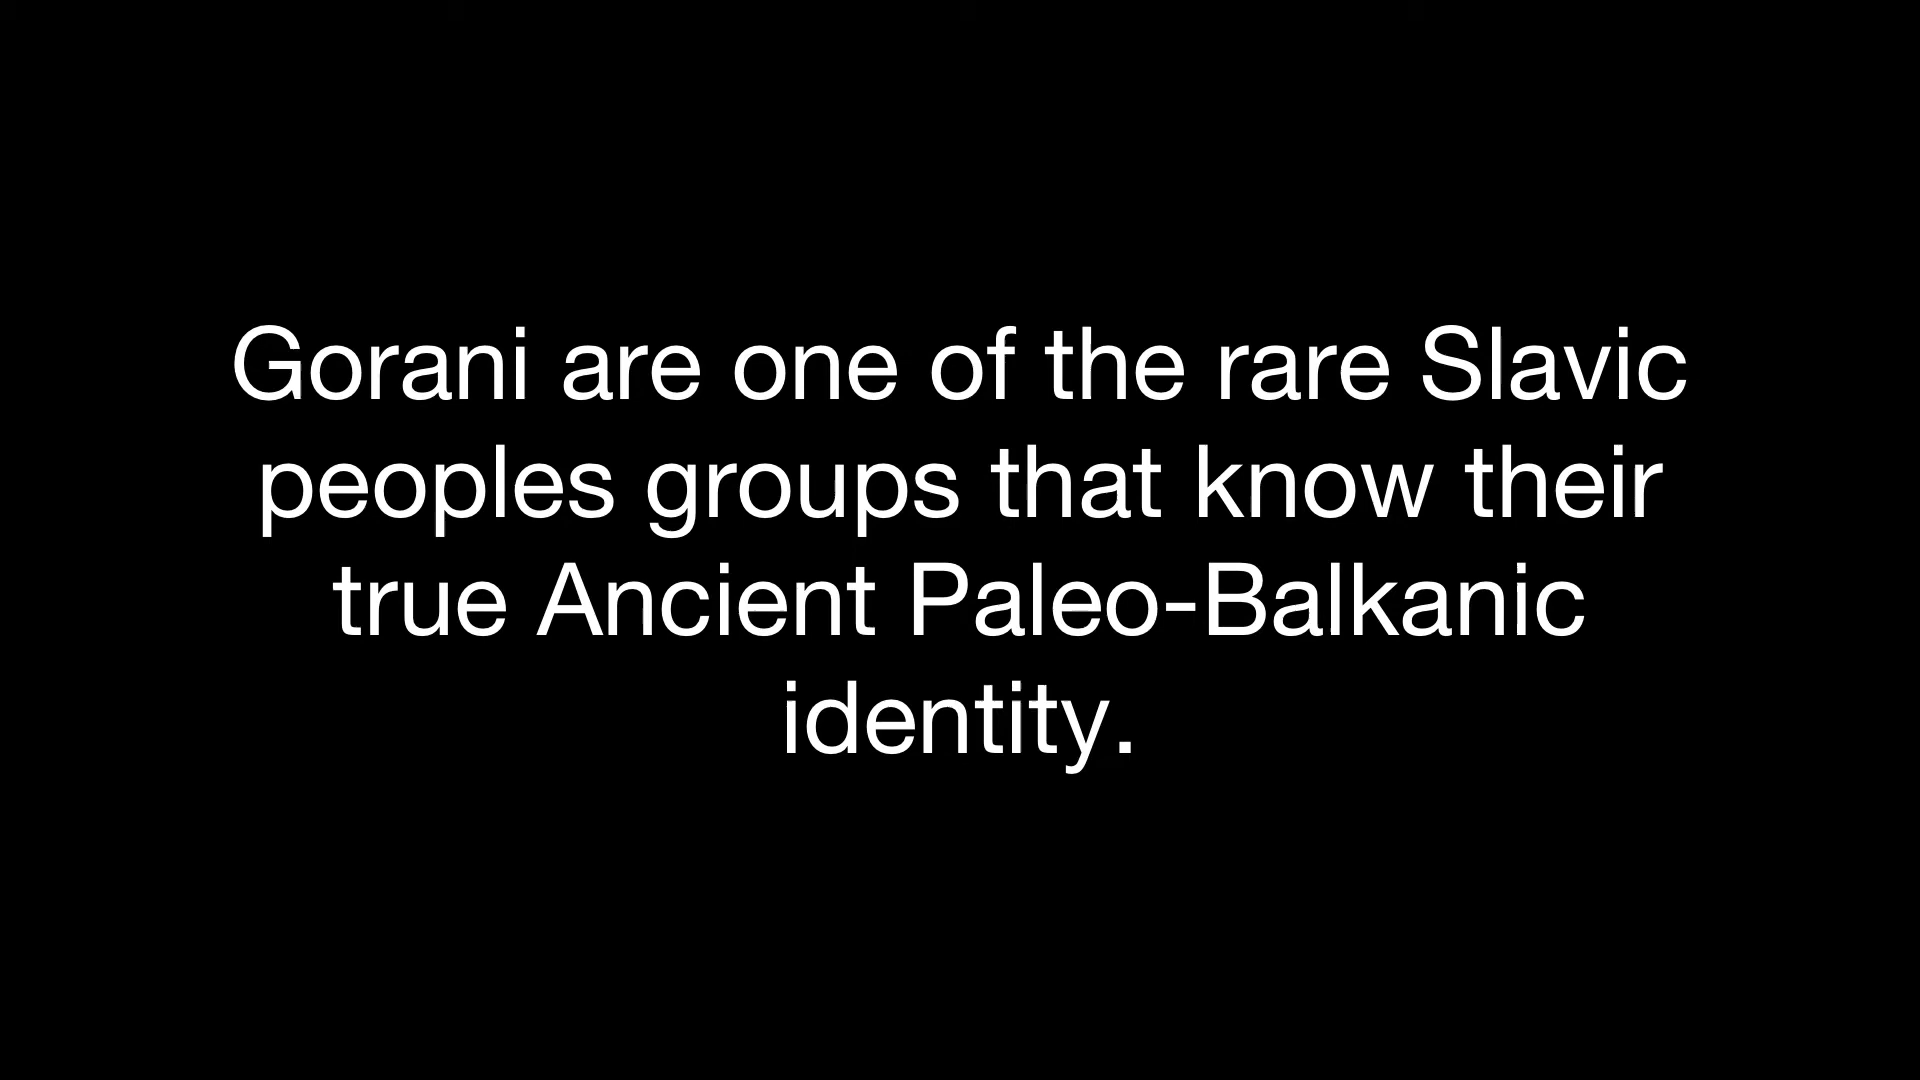 Gorani are one of the rare Slavic
peoples groups that know their
true Ancient Paleo-Balkanic
identity.